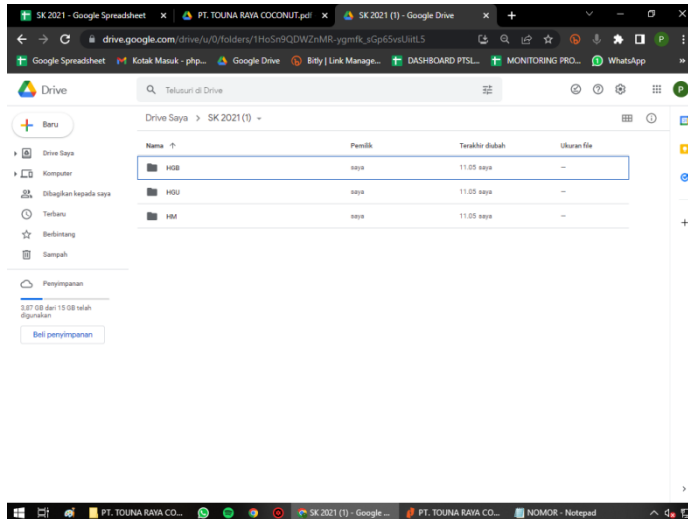 SK 2021 - Google Spreadsheet
PT. TOUNA RAYA COCONUT.pdf
SK 2021 (1) - Google Drive
drive.google.com/drive/u/0/folders/1HoSn9QDWZnMR-ygmfk_sGp65vsUiitL5
Google Spreadsheet
Kotak Masuk - php...
Google Drive
Bitly | Link Manage...
DASHBOARD PTSL...
MONITORING PRO...
WhatsApp
Drive
Telusuri di Drive
Baru
Drive Saya > SK 2021 (1)
Nama
Pemilik
Terakhir diubah
Ukuran file
HGB saya 11.05 saya —
HGU saya 11.05 saya —
HM saya 11.05 saya —
Drive Saya
Komputer
Dibagikan kepada saya
Terbaru
Berbintang
Sampah
Penyimpanan
3,87 GB dari 15 GB telah
digunakan
Beli penyimpanan
PT. TOUNA RAYA CO...
SK 2021 (1) - Google ...
PT. TOUNA RAYA CO...
NOMOR - Notepad